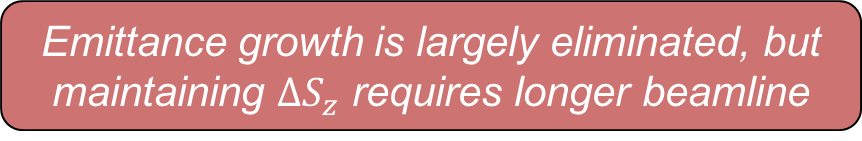 Emittance growth is largely eliminated, but
maintaining Δ𝑆𝑧 requires longer beamline